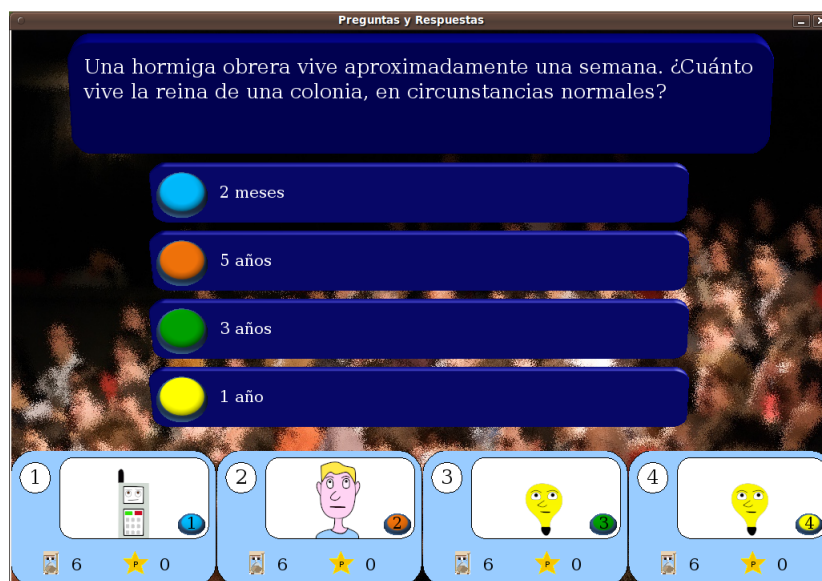 Preguntas y Respuestas
Una hormiga obrera vive aproximadamente una semana. ¿Cuánto
vive la reina de una colonia, en circunstancias normales?
2 meses
5 años
3 años
1 año
1
1
6
P
0
2
2
6
P
0
3
3
6
P
0
4
4
6
P
0